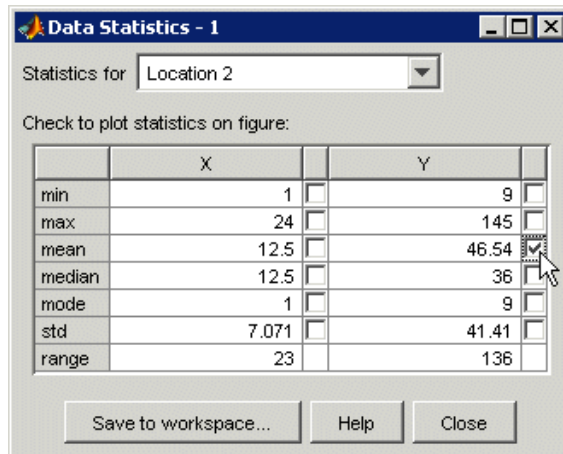 Data Statistics - 1
Statistics for Location 2
Check to plot statistics on figure:
X Y
min 1 9
max 24 145
mean 12.5 46.54
median 12.5 36
mode 1 9
std 7.071 41.41
range 23 136
Save to workspace... Help Close